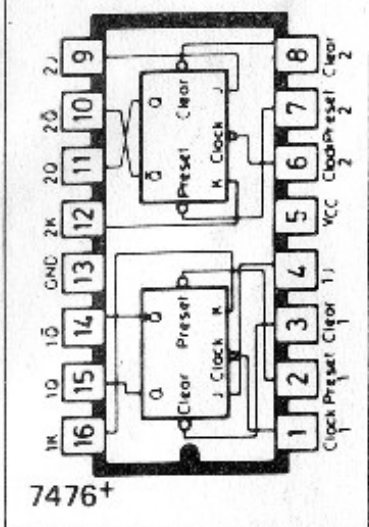 2J
2Q̄
2Q
2K
GND
1Q̄
1Q
1K
9
10
11
12
13
14
15
16
Q
Clear
J
Clock
Q̄
Preset
K
Q
Preset
K
Q
Clear
J
Clock
8
7
6
5
4
3
2
1
Clear 2
Preset 2
Clock 2
VCC
1J
Clear 1
Preset 1
Clock 1
7476+